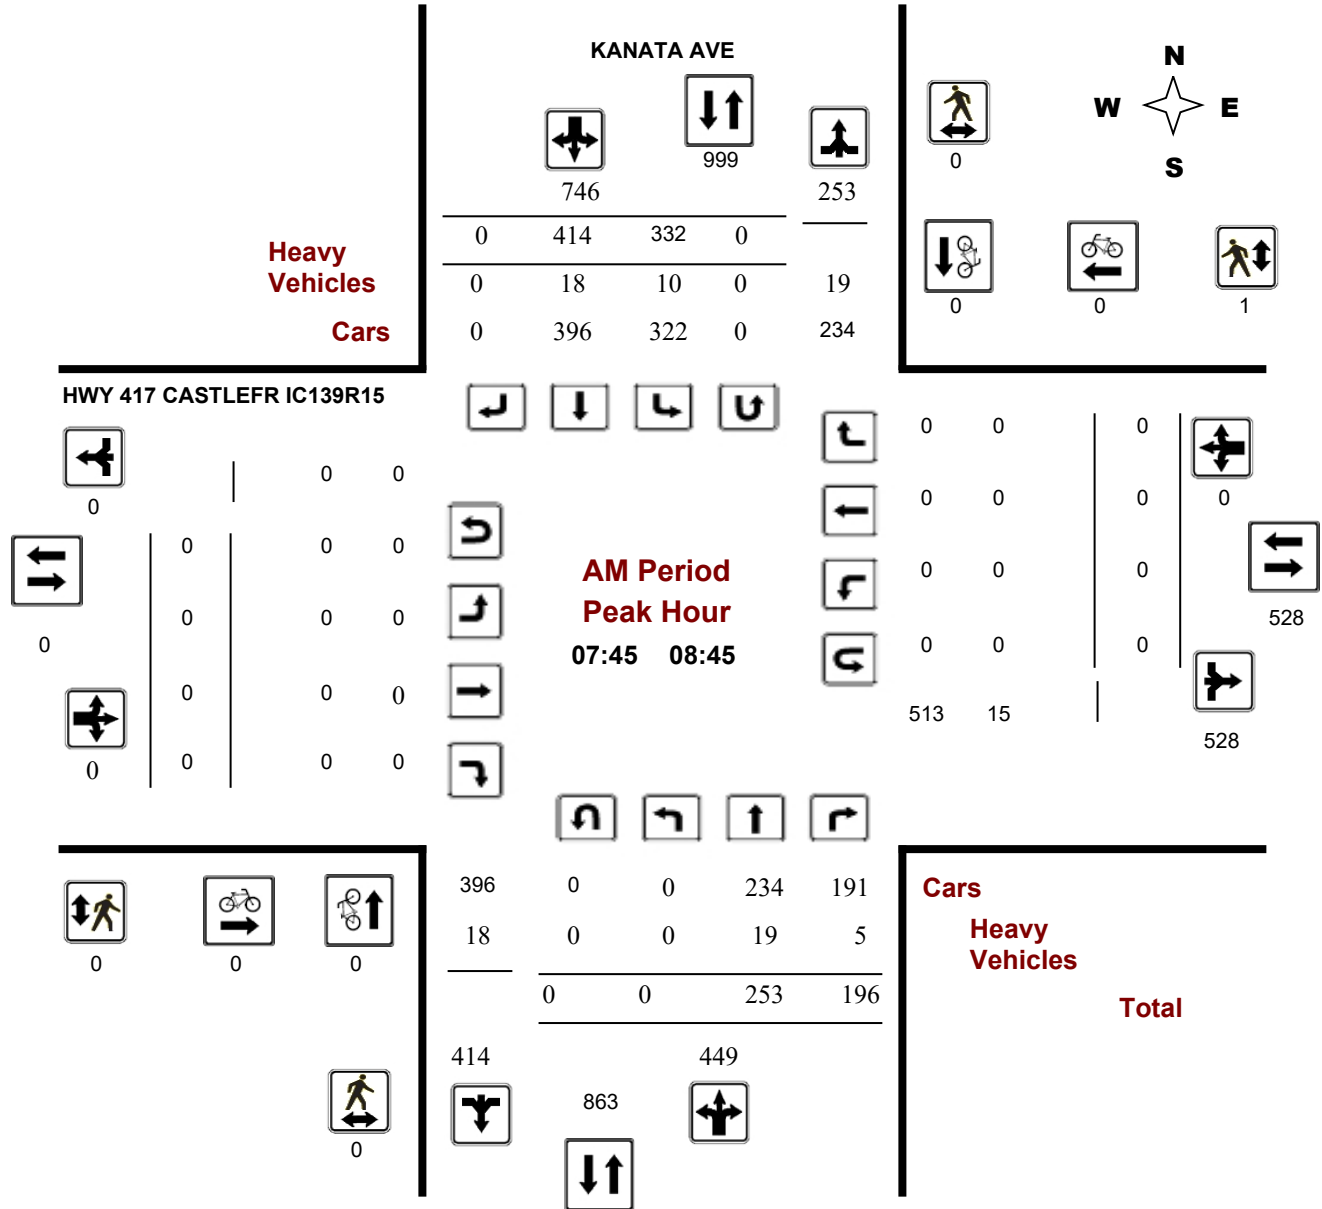 KANATA AVE
N
W E
S
999
0
746 253
0 414 332 0
Heavy
Vehicles
0 18 10 0 19
0 0 1
Cars
0 396 322 0 234
HWY 417 CASTLEFR IC139R15
0 0 0
0 0
0
0 0 0 0
0 0 0
AM Period
0 0 0
Peak Hour
528
0 0 0
0
07:45 08:45
0 0 0
0 0 0
513 15
528
0
0 0 0
396 0 0 234 191
Cars
18 0 0 19 5
Heavy
Vehicles
0 0 0
0 0 253 196
Total
414 449
863
0